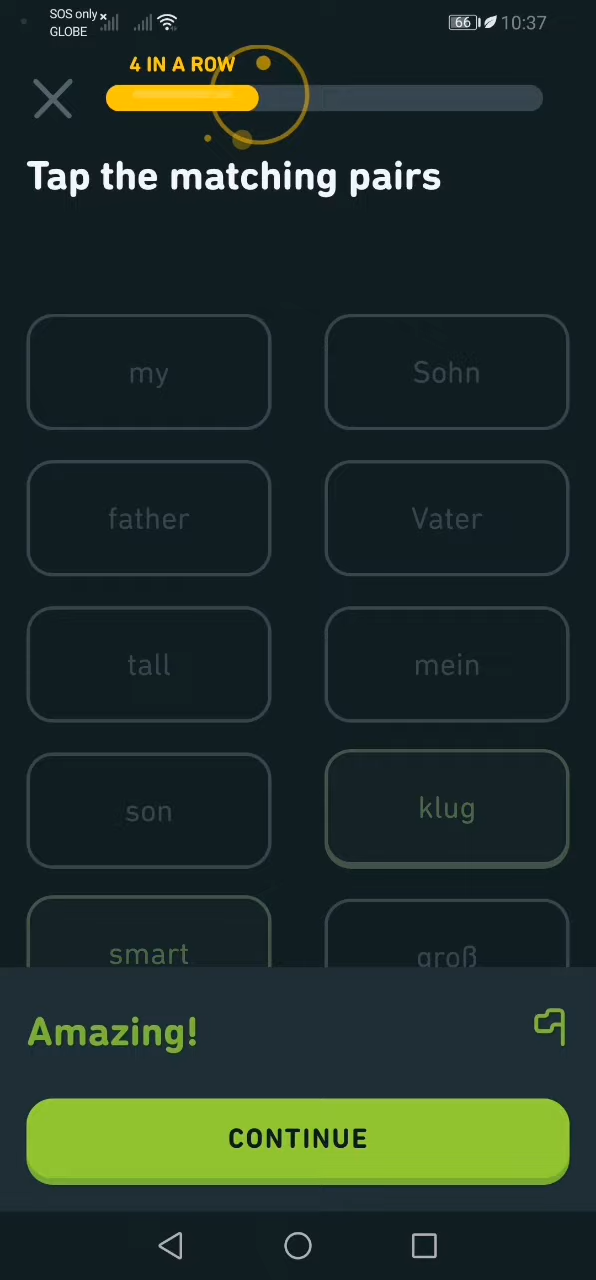 SOS only
GLOBE
66 10:37
4 IN A ROW
Tap the matching pairs
my Sohn
father Vater
tall mein
son klug
smart groß
Amazing!
CONTINUE